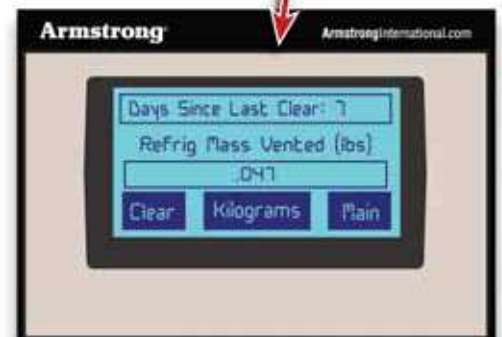 Armstrong ArmstrongInternational.com
Days Since Last Clear: 7
Refrig Mass Vented (lbs)
.047
Clear Kilograms Main